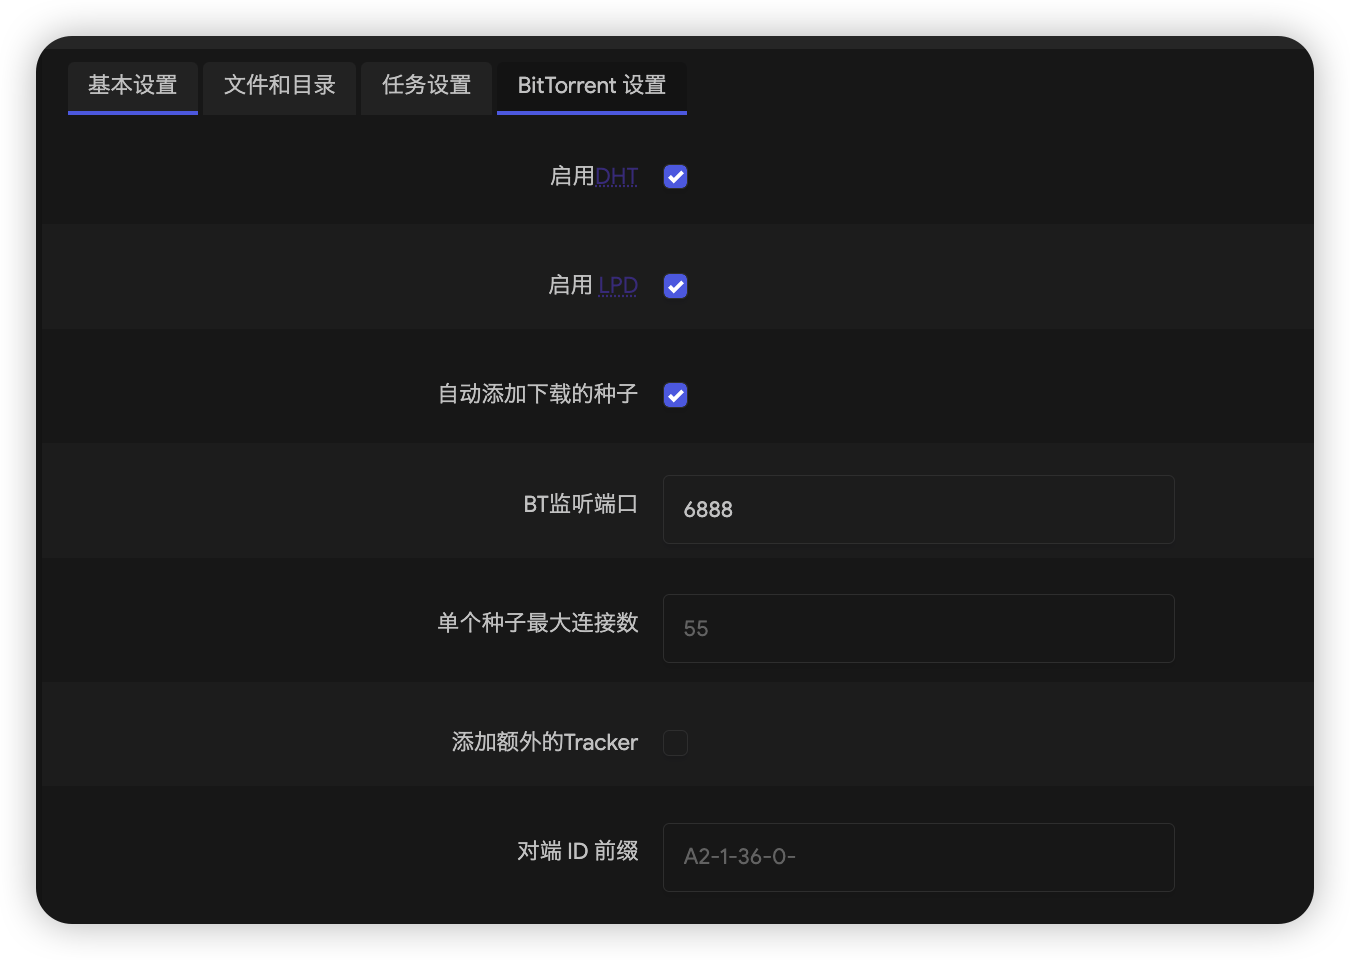 基本设置 文件和目录 任务设置 BitTorrent 设置
启用DHT
启用 LPD
自动添加下载的种子
BT监听端口 6888
单个种子最大连接数 55
添加额外的Tracker
对端 ID 前缀 A2-1-36-0-